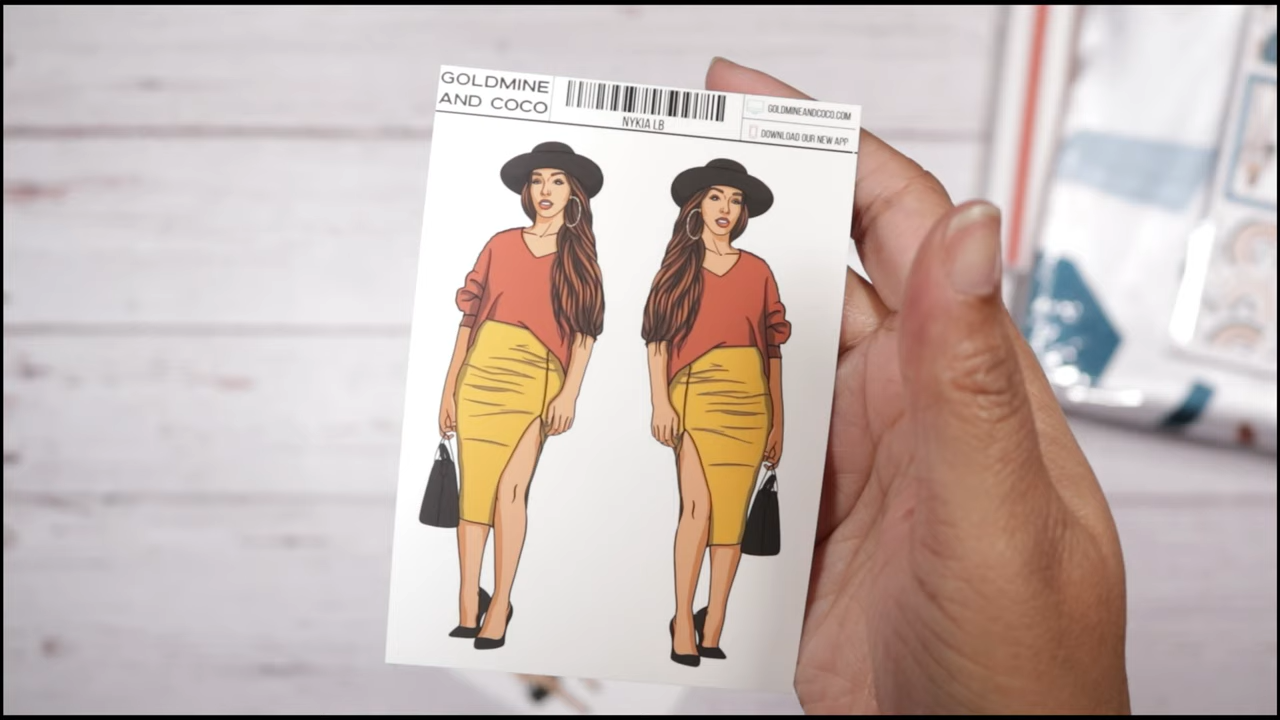 GOLDMINE
AND COCO
NYKIA LB
GOLDMINEANDCOCO.COM
DOWNLOAD OUR NEW APP